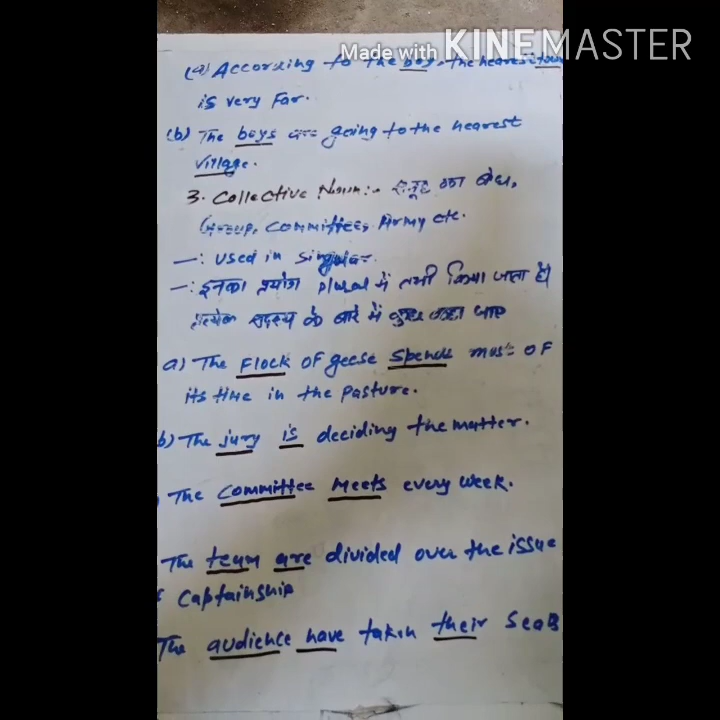 Made with KINEMASTER
(a) According to the boy, the nearest town
is very far.
(b) The boys are going to the nearest
village.
3. Collective Noun:- समूह का बोध,
Group, Committee, Army etc.
—: used in singular
—: इनका प्रयोग plural में तभी किया जाता है।
प्रत्येक सदस्य के बारे में कुछ कहा जाए
a) The Flock of geese spends most of
its time in the pasture.
b) The jury is deciding the matter.
The committee meets every week.
The team are divided over the issue
Captainship
The audience have taken their seats